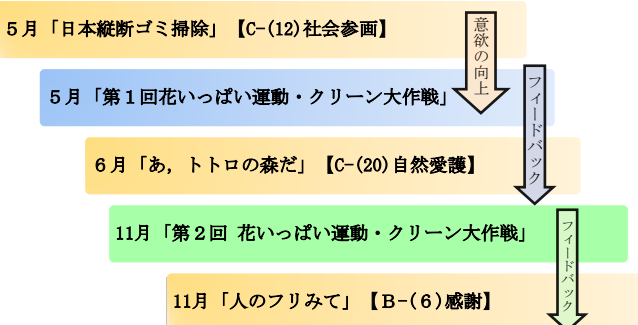 ５月「日本縦断ゴミ掃除」【C-(12)社会参画】
意欲の向上
５月「第１回花いっぱい運動・クリーン大作戦」
フィードバック
６月「あ，トトロの森だ」【C-(20)自然愛護】
11月「第２回 花いっぱい運動・クリーン大作戦」
フィードバック
11月「人のフリみて」【Ｂ-(６)感謝】